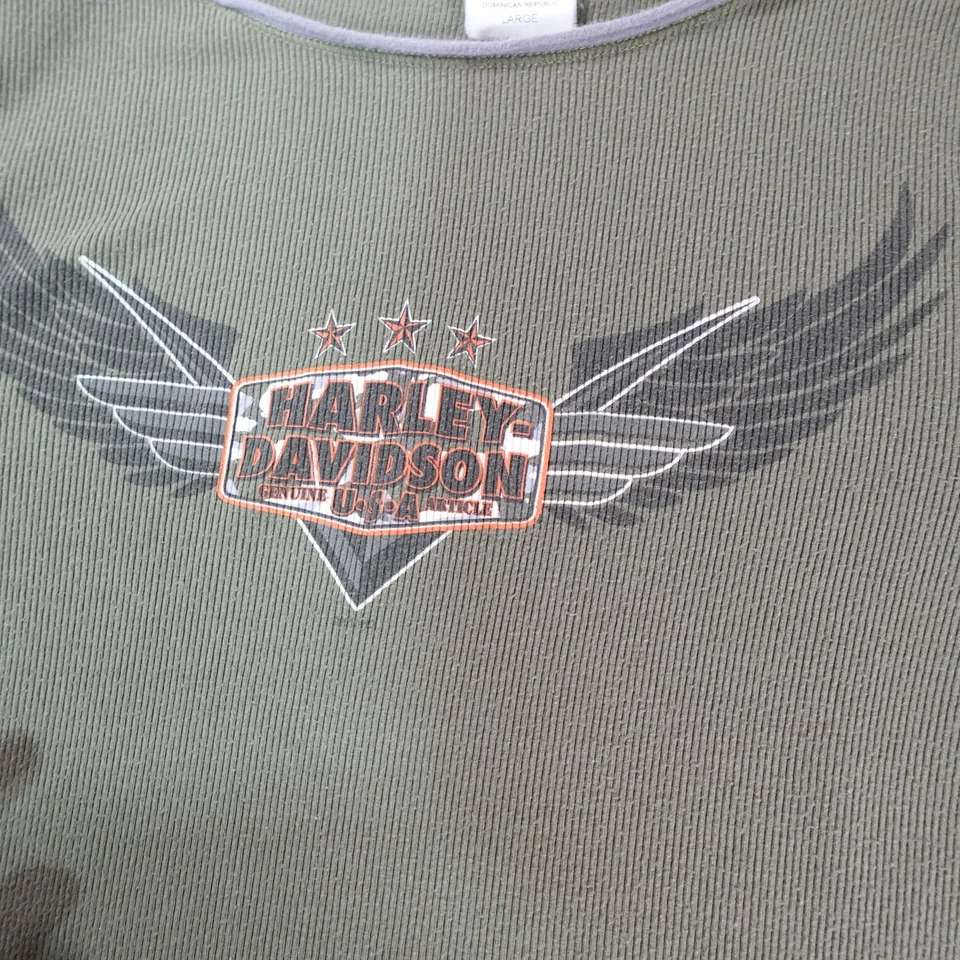 DOMINICAN REPUBLIC
LARGE
HARLEY-
DAVIDSON
GENUINE U·S·A ARTICLE